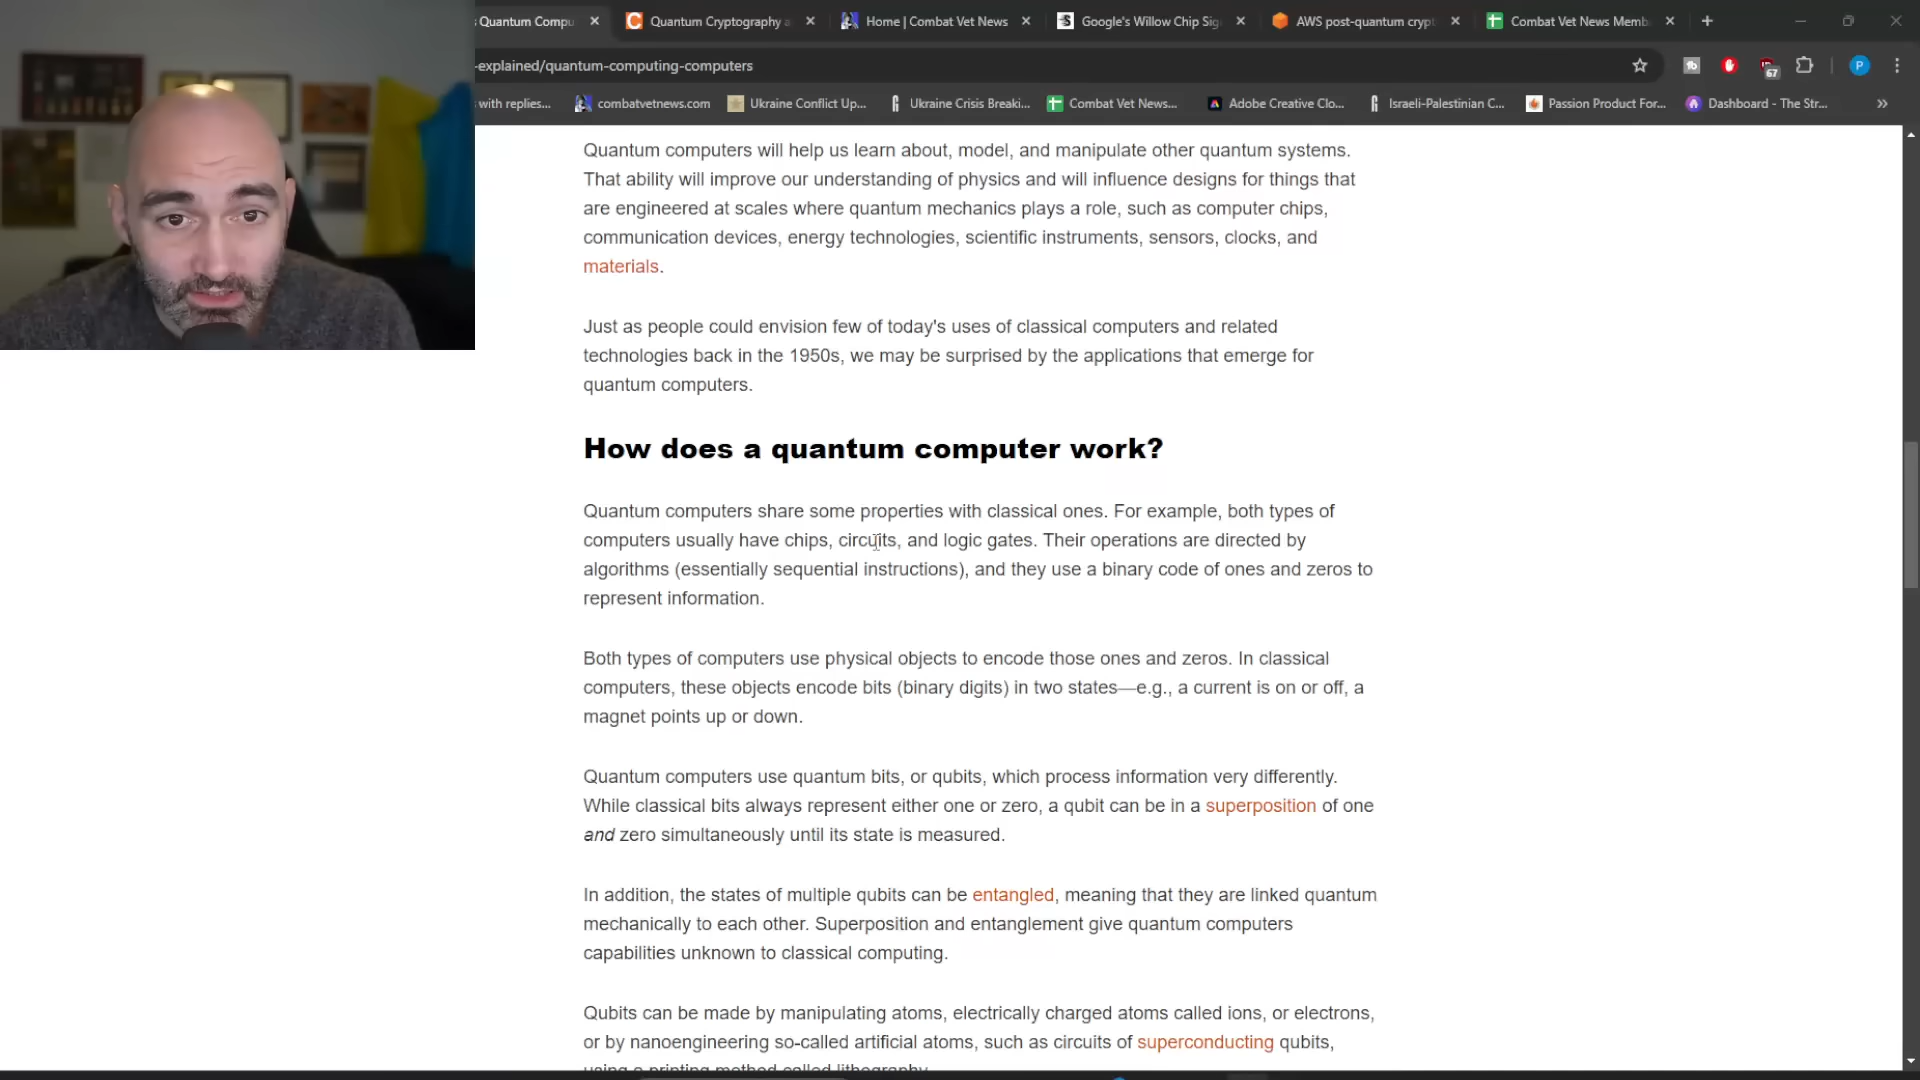 s Quantum Compu
Quantum Cryptography a
Home | Combat Vet News
Google's Willow Chip Sig
AWS post-quantum crypt
Combat Vet News Memb
-explained/quantum-computing-computers
67
P
with replies...
combatvetnews.com
Ukraine Conflict Up...
Ukraine Crisis Breaki...
Combat Vet News...
Adobe Creative Clo...
Israeli-Palestinian C...
Passion Product For...
Dashboard - The Str...
Quantum computers will help us learn about, model, and manipulate other quantum systems.
That ability will improve our understanding of physics and will influence designs for things that
are engineered at scales where quantum mechanics plays a role, such as computer chips,
communication devices, energy technologies, scientific instruments, sensors, clocks, and
materials.
Just as people could envision few of today's uses of classical computers and related
technologies back in the 1950s, we may be surprised by the applications that emerge for
quantum computers.
How does a quantum computer work?
Quantum computers share some properties with classical ones. For example, both types of
computers usually have chips, circuits, and logic gates. Their operations are directed by
algorithms (essentially sequential instructions), and they use a binary code of ones and zeros to
represent information.
Both types of computers use physical objects to encode those ones and zeros. In classical
computers, these objects encode bits (binary digits) in two states—e.g., a current is on or off, a
magnet points up or down.
Quantum computers use quantum bits, or qubits, which process information very differently.
While classical bits always represent either one or zero, a qubit can be in a superposition of one
and zero simultaneously until its state is measured.
In addition, the states of multiple qubits can be entangled, meaning that they are linked quantum
mechanically to each other. Superposition and entanglement give quantum computers
capabilities unknown to classical computing.
Qubits can be made by manipulating atoms, electrically charged atoms called ions, or electrons,
or by nanoengineering so-called artificial atoms, such as circuits of superconducting qubits,
using a printing method called lithography.